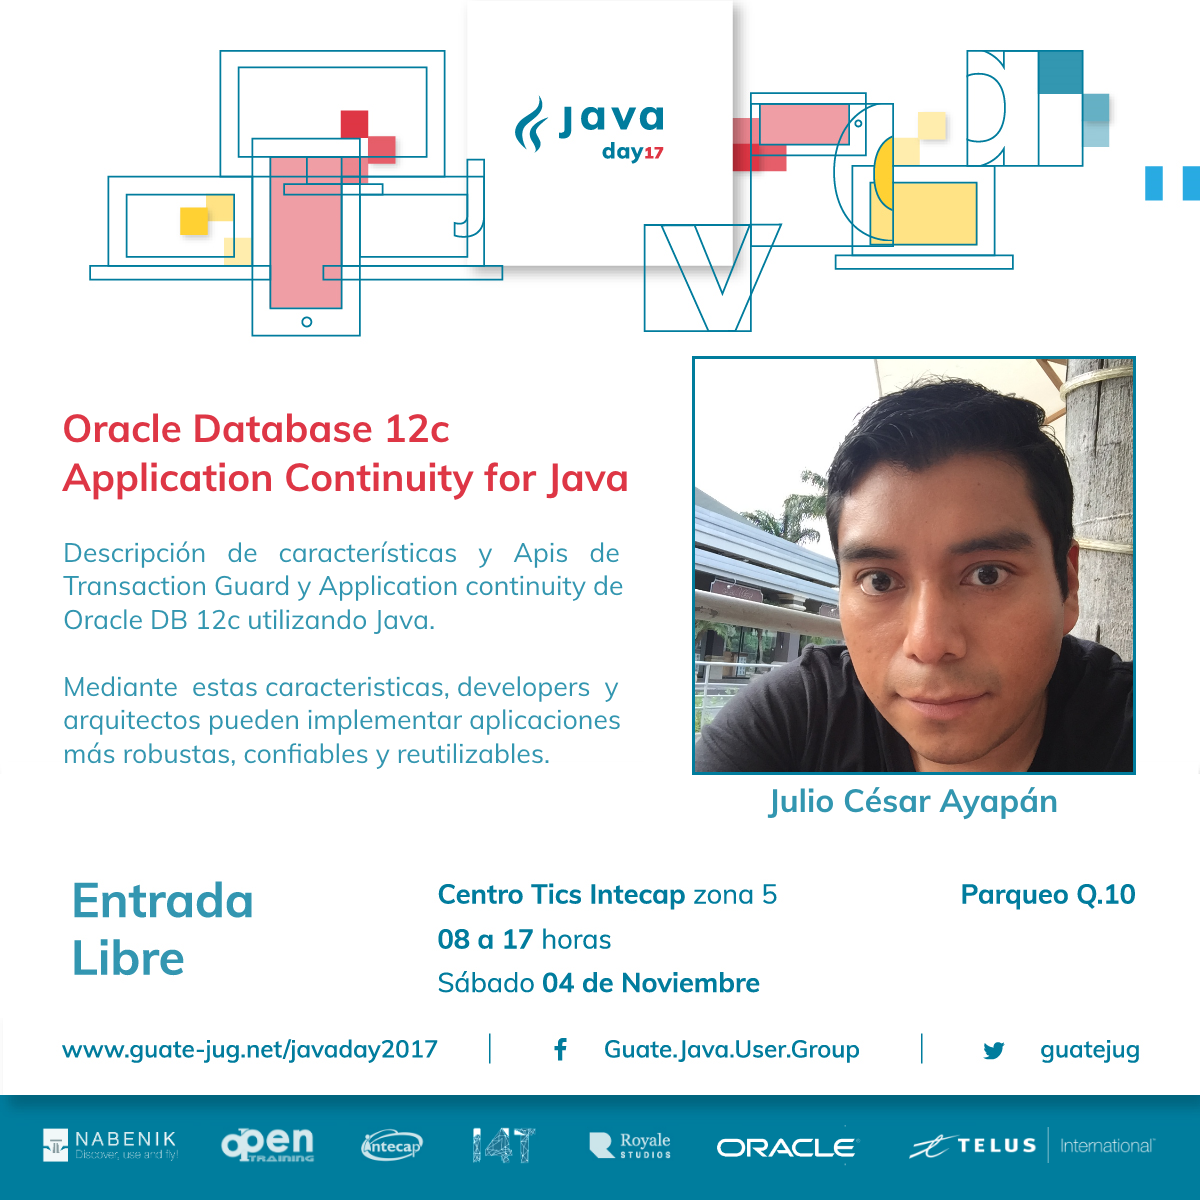 Java
day17
J
V
a
a
Oracle Database 12c
Application Continuity for Java
Descripción de características y Apis de
Transaction Guard y Application continuity de
Oracle DB 12c utilizando Java.
Mediante estas caracteristicas, developers y
arquitectos pueden implementar aplicaciones
más robustas, confiables y reutilizables.
Julio César Ayapán
Entrada
Libre
Centro Tics Intecap zona 5
08 a 17 horas
Sábado 04 de Noviembre
Parqueo Q.10
www.guate-jug.net/javaday2017
Guate.Java.User.Group
guatejug
NABENIK
Discover, use and fly!
Open
TRAINING
intecap
I4T
Royale
STUDIOS
ORACLE
TELUS International